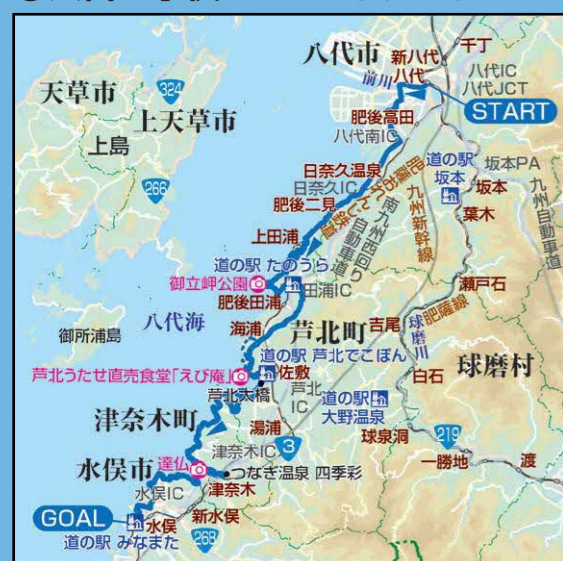 八代市
新八代
千丁
前川
八代
八代IC
八代JCT
START
天草市
324
上天草市
上島
266
肥後高田
八代南IC
日奈久温泉
日奈久IC
肥後二見
肥薩おれんじ鉄道
南九州西回り自動車道
九州新幹線
道の駅
坂本
坂本PA
坂本
葉木
九州自動車道
上田浦
道の駅 たのうら
御立岬公園
田浦IC
肥後田浦
瀬戸石
肥薩線
球磨川
八代海
海浦
芦北町
吉尾
御所浦島
道の駅 芦北でこぽん
球磨村
芦北うたせ直売食堂「えび庵」
佐敷
芦北大橋
芦北IC
白石
道の駅
大野温泉
津奈木町
湯浦
3
球泉洞
219
一勝地
渡
津奈木IC
水俣市
達仏
つなぎ温泉 四季彩
水俣IC
津奈木
GOAL
水俣
新水俣
道の駅 みなまた
268